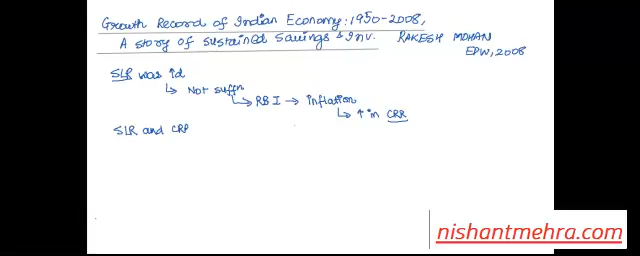 Growth Record of Indian Economy: 1950-2008,
A story of Sustained Savings & Inv. RAKESH MOHAN
EPW, 2008
SLR was id
↳ Not suffn
↳ RBI → inflation
↳ ↑ in CRR
SLR and CRR
nishantmehra.com